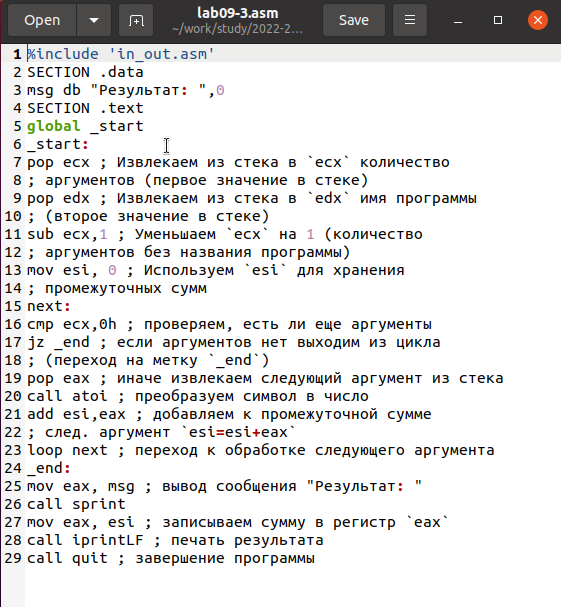 Open
lab09-3.asm
~/work/study/2022-2...
Save
1 %include 'in_out.asm'
2 SECTION .data
3 msg db "Результат: ",0
4 SECTION .text
5 global _start
6 _start:
7 pop ecx ; Извлекаем из стека в `ecx` количество
8 ; аргументов (первое значение в стеке)
9 pop edx ; Извлекаем из стека в `edx` имя программы
10 ; (второе значение в стеке)
11 sub ecx,1 ; Уменьшаем `ecx` на 1 (количество
12 ; аргументов без названия программы)
13 mov esi, 0 ; Используем `esi` для хранения
14 ; промежуточных сумм
15 next:
16 cmp ecx,0h ; проверяем, есть ли еще аргументы
17 jz _end ; если аргументов нет выходим из цикла
18 ; (переход на метку `_end`)
19 pop eax ; иначе извлекаем следующий аргумент из стека
20 call atoi ; преобразуем символ в число
21 add esi,eax ; добавляем к промежуточной сумме
22 ; след. аргумент `esi=esi+eax`
23 loop next ; переход к обработке следующего аргумента
24 _end:
25 mov eax, msg ; вывод сообщения "Результат: "
26 call sprint
27 mov eax, esi ; записываем сумму в регистр `eax`
28 call iprintLF ; печать результата
29 call quit ; завершение программы